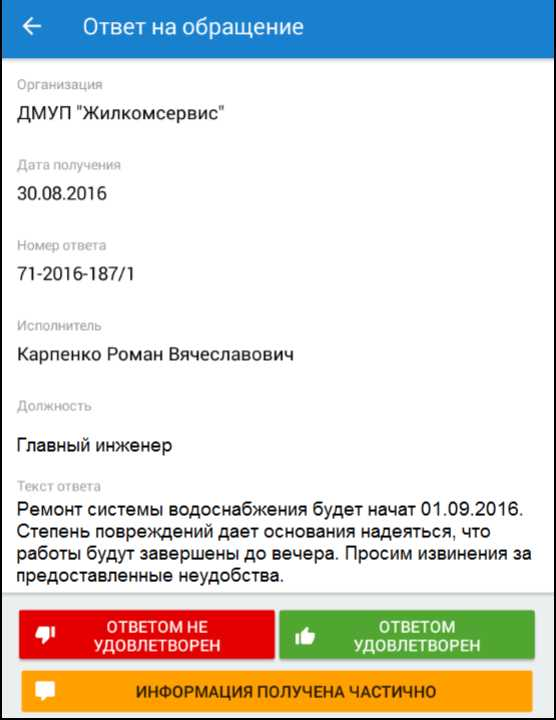 Ответ на обращение
Организация
ДМУП "Жилкомсервис"
Дата получения
30.08.2016
Номер ответа
71-2016-187/1
Исполнитель
Карпенко Роман Вячеславович
Должность
Главный инженер
Текст ответа
Ремонт системы водоснабжения будет начат 01.09.2016.
Степень повреждений дает основания надеяться, что
работы будут завершены до вечера. Просим извинения за
предоставленные неудобства.
ОТВЕТОМ НЕ
УДОВЛЕТВОРЕН
ОТВЕТОМ
УДОВЛЕТВОРЕН
ИНФОРМАЦИЯ ПОЛУЧЕНА ЧАСТИЧНО